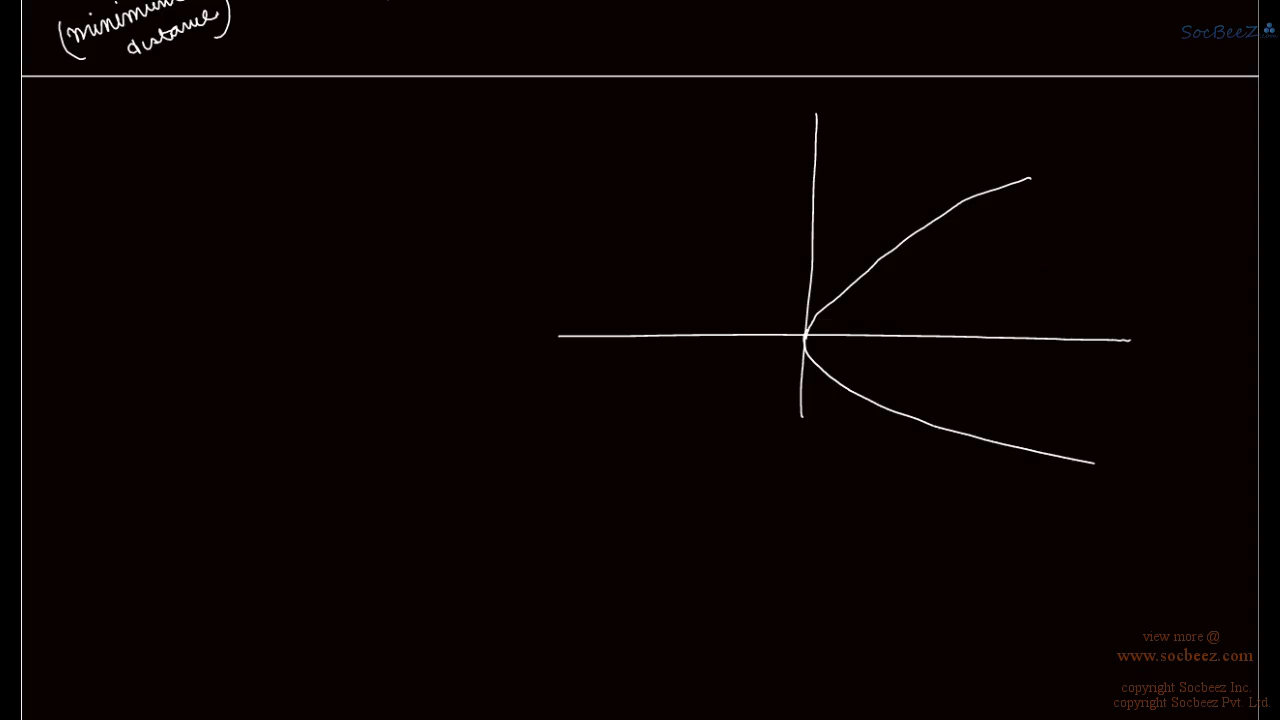 (minimum
distance)
SocBeeZ
view more @
www.socbeez.com
copyright Socbeez Inc.
copyright Socbeez Pvt. Ltd.